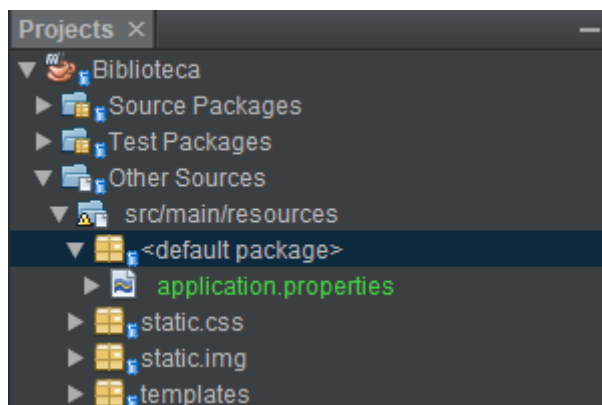 Projects
Biblioteca
Source Packages
Test Packages
Other Sources
src/main/resources
<default package>
application.properties
static.css
static.img
templates